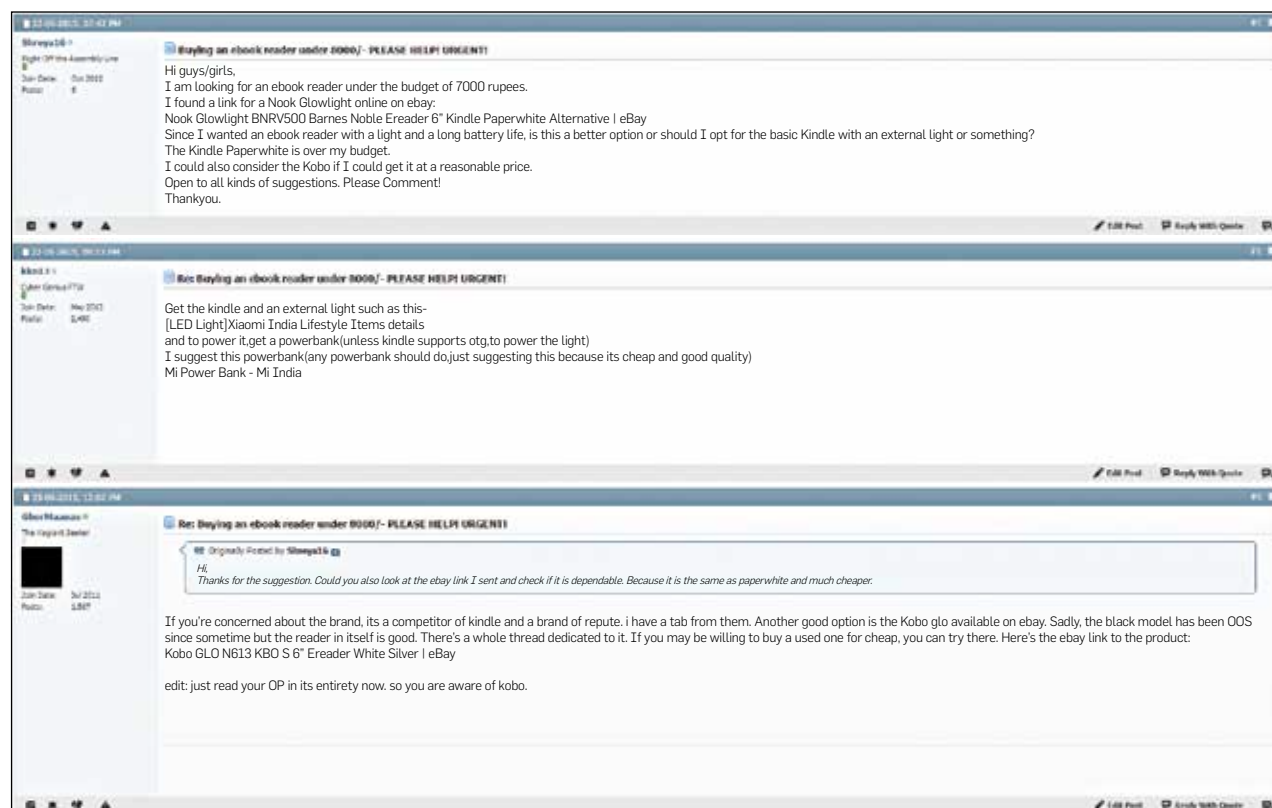 Shreya16
Right Off the Assembly Line
Join Date:
Posts: 8
Buying an ebook reader under 8000/- PLEASE HELP! URGENT!
Hi guys/girls,
I am looking for an ebook reader under the budget of 7000 rupees.
I found a link for a Nook Glowlight online on ebay:
Nook Glowlight BNRV500 Barnes Noble Ereader 6” Kindle Paperwhite Alternative | eBay
Since I wanted an ebook reader with a light and a long battery life, is this a better option or should I opt for the basic Kindle with an external light or something?
The Kindle Paperwhite is over my budget.
I could also consider the Kobo if I could get it at a reasonable price.
Open to all kinds of suggestions. Please Comment!
Thankyou.
Edit Post Reply With Quote
Join Date:
Posts:
Re: Buying an ebook reader under 8000/- PLEASE HELP! URGENT!
Get the kindle and an external light such as this-
[LED Light]Xiaomi India Lifestyle Items details
and to power it,get a powerbank(unless kindle supports otg,to power the light)
I suggest this powerbank(any powerbank should do,just suggesting this because its cheap and good quality)
Mi Power Bank - Mi India
Edit Post Reply With Quote
Join Date:
Posts:
Re: Buying an ebook reader under 8000/- PLEASE HELP! URGENT!
Originally Posted by Shreya16
Hi,
Thanks for the suggestion. Could you also look at the ebay link I sent and check if it is dependable. Because it is the same as paperwhite and much cheaper.
If you’re concerned about the brand, its a competitor of kindle and a brand of repute. i have a tab from them. Another good option is the Kobo glo available on ebay. Sadly, the black model has been OOS
since sometime but the reader in itself is good. There’s a whole thread dedicated to it. If you may be willing to buy a used one for cheap, you can try there. Here’s the ebay link to the product:
Kobo GLO N613 KBO S 6” Ereader White Silver | eBay
edit: just read your OP in its entirety now. so you are aware of kobo.
Edit Post Reply With Quote